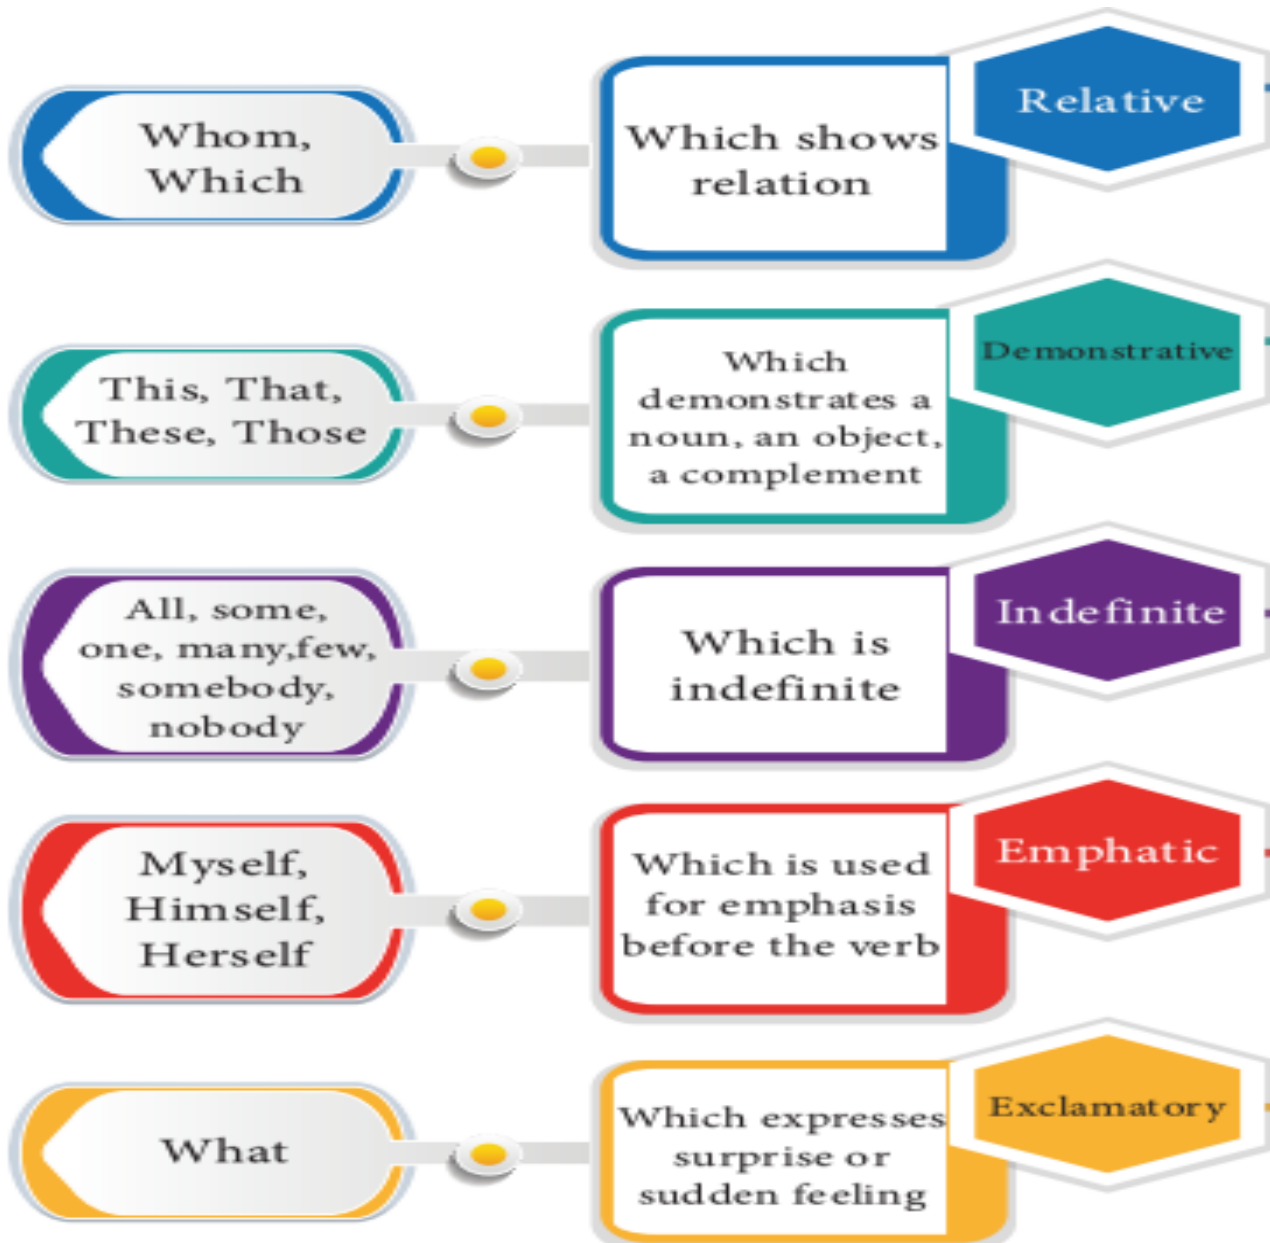 Whom,
Which
Which shows
relation
Relative
This, That,
These, Those
Which
demonstrates a
noun, an object,
a complement
Demonstrative
All, some,
one, many,few,
somebody,
nobody
Which is
indefinite
Indefinite
Myself,
Himself,
Herself
Which is used
for emphasis
before the verb
Emphatic
What
Which expresses
surprise or
sudden feeling
Exclamatory